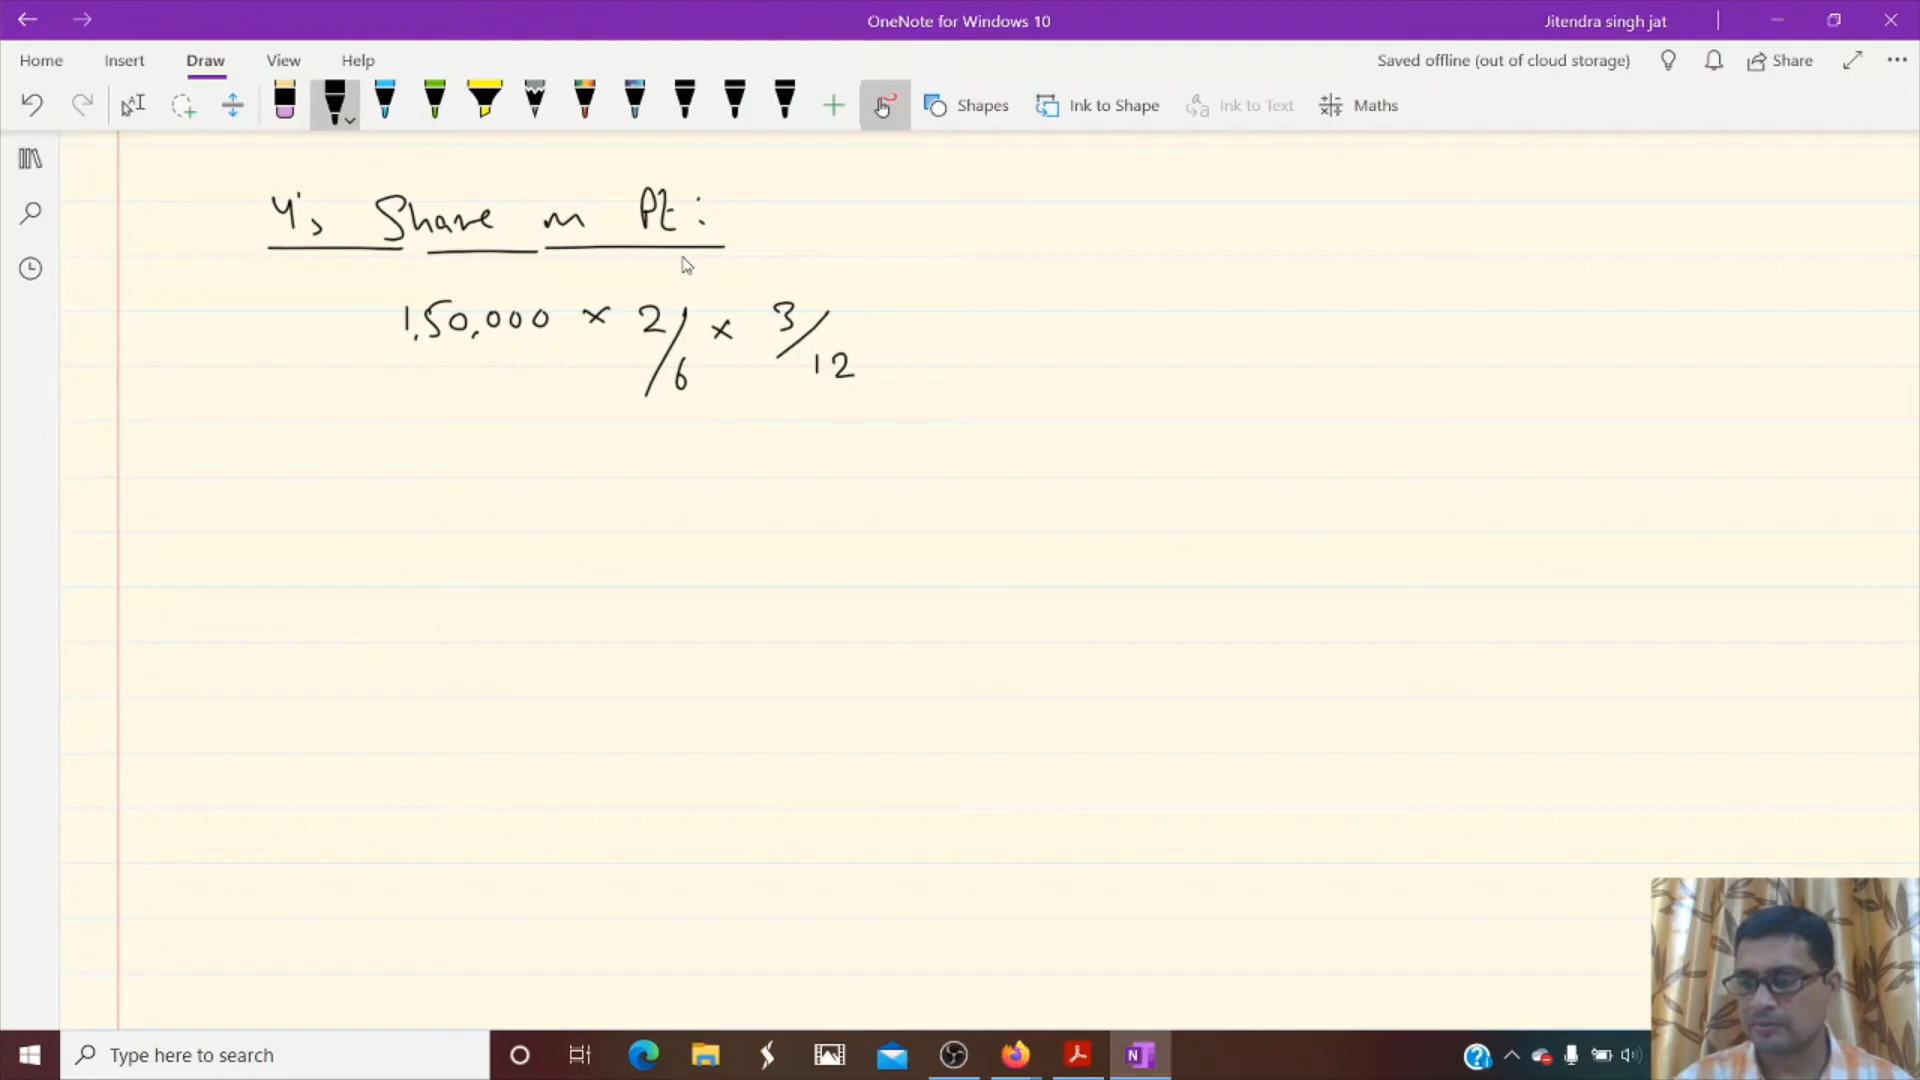 OneNote for Windows 10
Jitendra singh jat
Home Insert Draw View Help
Saved offline (out of cloud storage)
Share
Shapes
Ink to Shape
Ink to Text
Maths
Y's Share in Pt:
1,50,000 × 2/6 × 3/12
Type here to search